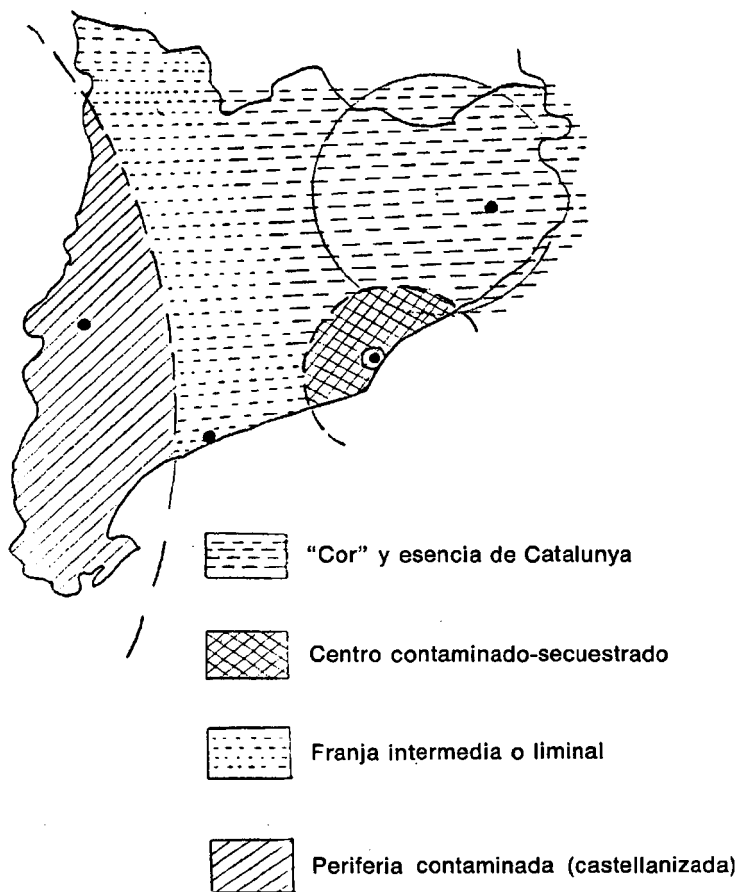 "Cor" y esencia de Catalunya
Centro contaminado-secuestrado
Franja intermedia o liminal
Periferia contaminada (castellanizada)